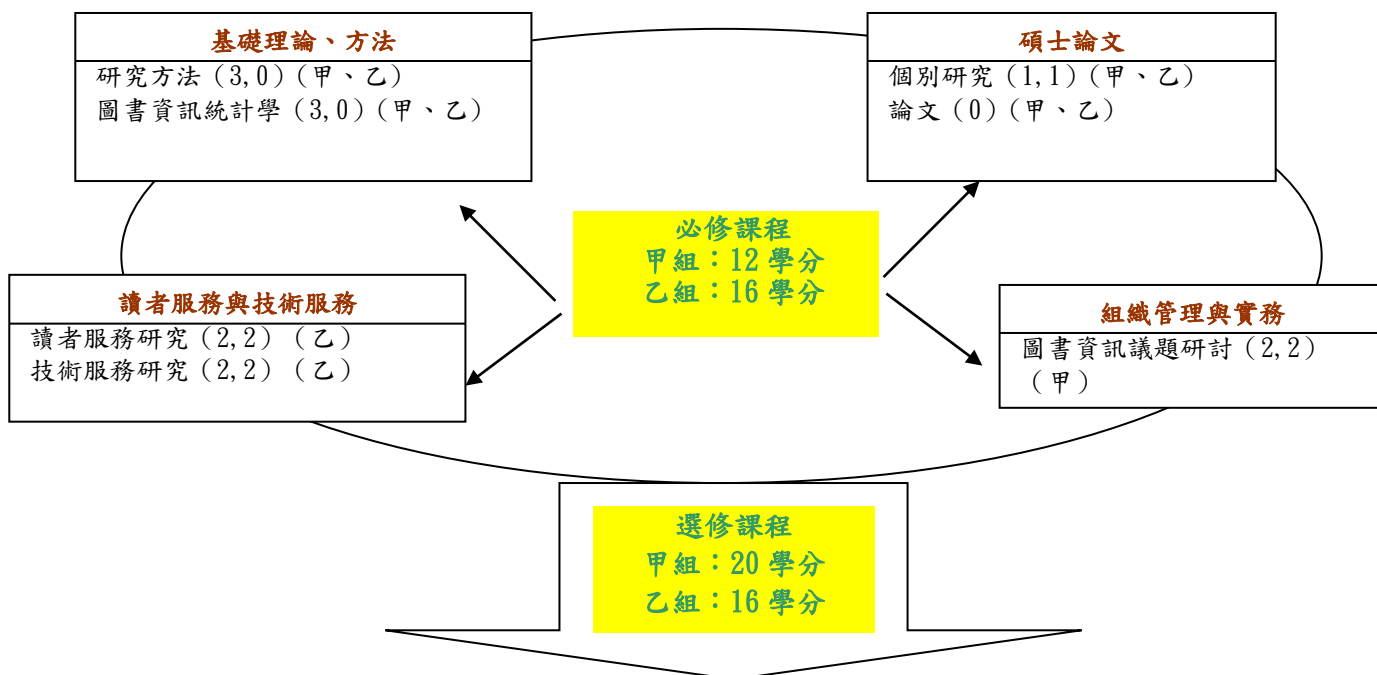 基礎理論、方法
研究方法（3,0）（甲、乙）
圖書資訊統計學（3,0）（甲、乙）
碩士論文
個別研究（1,1）（甲、乙）
論文（0）（甲、乙）
必修課程
甲組：12 學分
乙組：16 學分
讀者服務與技術服務
讀者服務研究（2,2）（乙）
技術服務研究（2,2）（乙）
組織管理與實務
圖書資訊議題研討（2,2）
（甲）
選修課程
甲組：20 學分
乙組：16 學分